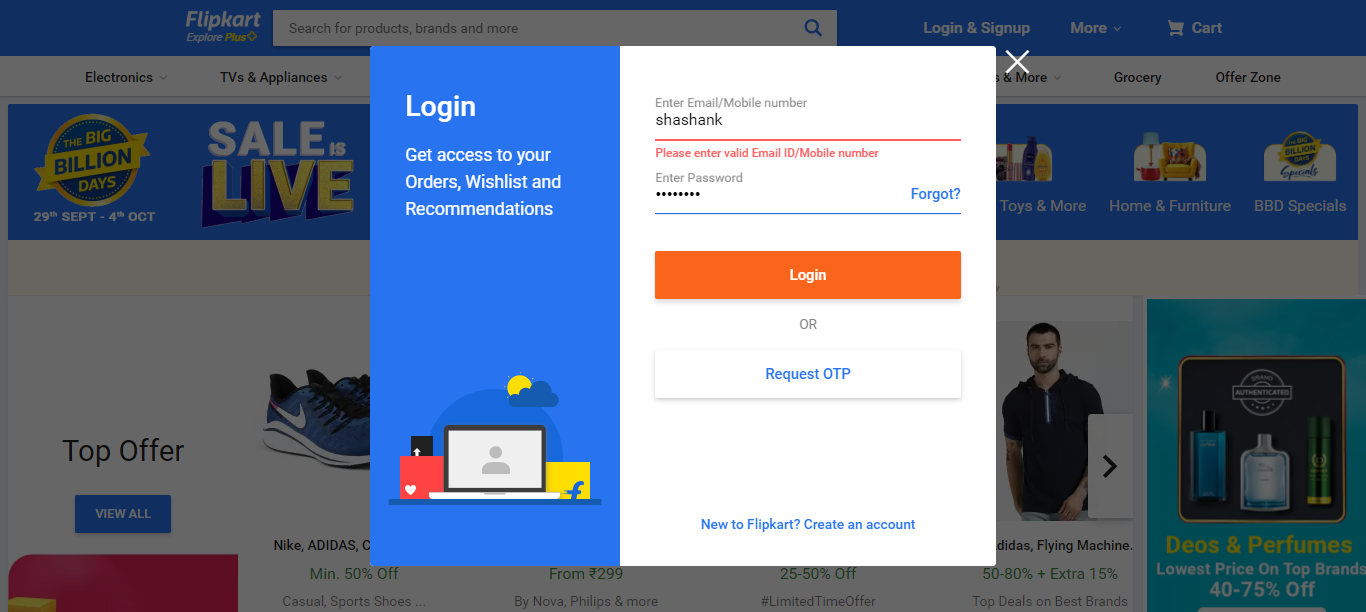 Flipkart
Explore Plus
Search for products, brands and more
Login & Signup
More
Cart
Electronics
TVs & Appliances
s & More
Grocery
Offer Zone
THE BIG
BILLION
DAYS
29th SEPT - 4th OCT
SALE IS
LIVE
Toys & More
Home & Furniture
THE BIG
BILLION
DAYS
Specials
BBD Specials
Login
Get access to your
Orders, Wishlist and
Recommendations
Enter Email/Mobile number
shashank
Please enter valid Email ID/Mobile number
Enter Password
••••••••
Forgot?
Login
OR
Request OTP
New to Flipkart? Create an account
Top Offer
VIEW ALL
Nike, ADIDAS, C
Min. 50% Off
Casual, Sports Shoes ...
From ₹299
By Nova, Philips & more
25-50% Off
#LimitedTimeOffer
didas, Flying Machine.
50-80% + Extra 15%
Top Deals on Best Brands
BRAND
AUTHENTICATED
Deos & Perfumes
Lowest Price On Top Brands
40-75% Off